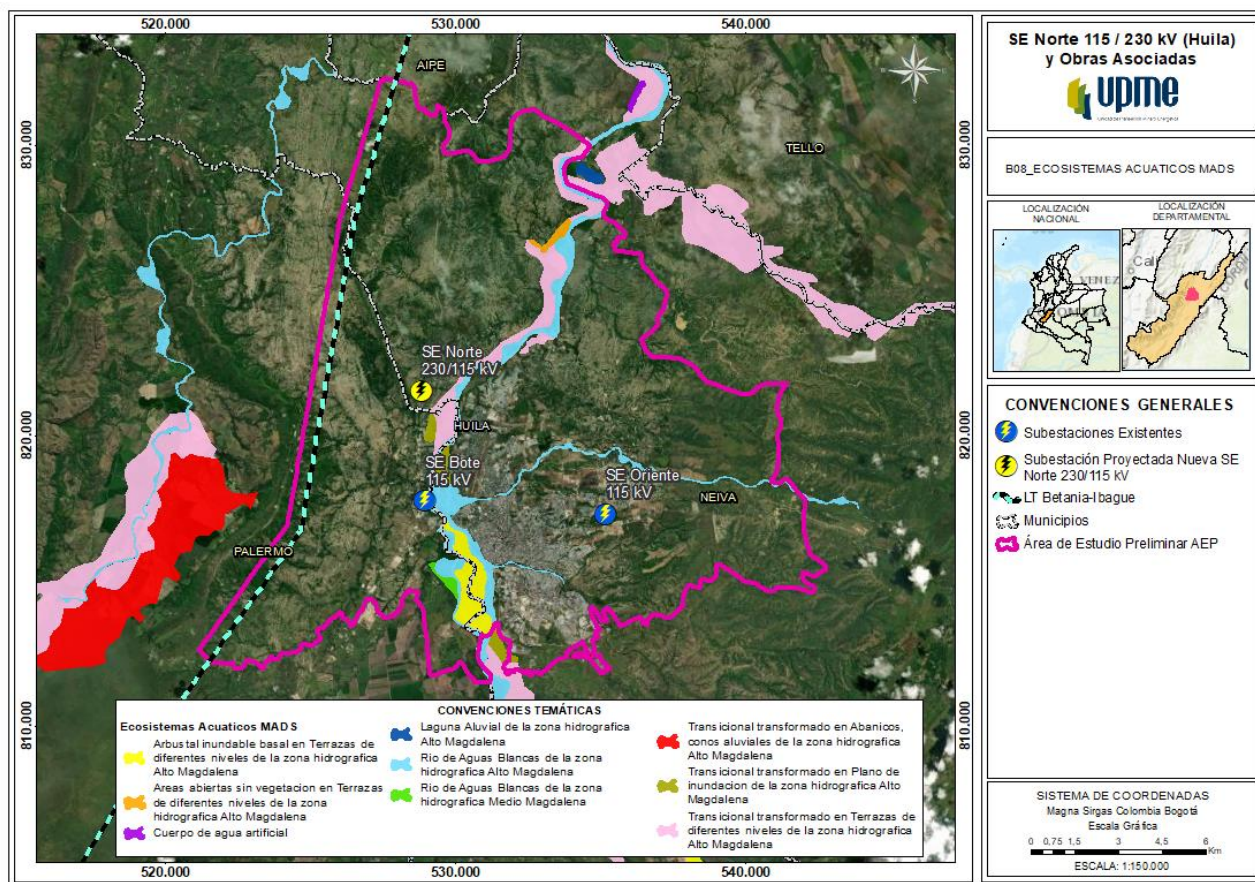 520.000
530.000
540.000
830.000
820.000
810.000
AIPE
TELLO
SE Norte
230/115 kV
HUILA
SE Bote
115 kV
SE Oriente
115 kV
NEIVA
PALERMO
830.000
820.000
810.000
CONVENCIONES TEMÁTICAS
Ecosistemas Acuaticos MADS
Arbustal inundable basal en Terrazas de
diferentes niveles de la zona hidrografica
Alto Magdalena
Areas abiertas sin vegetacion en Terrazas
de diferentes niveles de la zona
hidrografica Alto Magdalena
Cuerpo de agua artificial
Laguna Aluvial de la zona hidrografica
Alto Magdalena
Rio de Aguas Blancas de la zona
hidrografica Alto Magdalena
Rio de Aguas Blancas de la zona
hidrografica Medio Magdalena
Transicional transformado en Abanicos,
conos aluviales de la zona hidrografica
Alto Magdalena
Transicional transformado en Plano de
inundacion de la zona hidrografica Alto
Magdalena
Transicional transformado en Terrazas de
diferentes niveles de la zona hidrografica
Alto Magdalena
520.000
530.000
540.000
SE Norte 115 / 230 kV (Huila)
y Obras Asociadas
upme
B08_ECOSISTEMAS ACUATICOS MADS
LOCALIZACIÓN
NACIONAL
LOCALIZACIÓN
DEPARTAMENTAL
VENEZ
Cali
CONVENCIONES GENERALES
Subestaciones Existentes
Subestación Proyectada Nueva SE
Norte 230/115 kV
LT Betania-Ibague
Municipios
Área de Estudio Preliminar AEP
SISTEMA DE COORDENADAS
Magna Sirgas Colombia Bogotá
Escala Gráfica
0 0,75 1,5 3 4,5 6
Km
ESCALA: 1:150.000